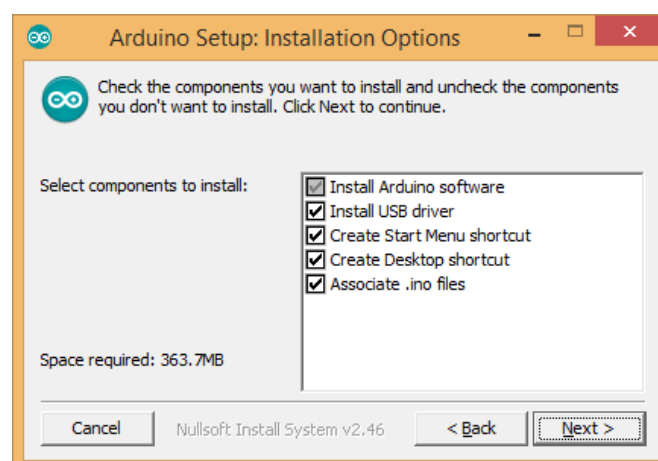 Arduino Setup: Installation Options
Check the components you want to install and uncheck the components
you don't want to install. Click Next to continue.
Select components to install:
Install Arduino software
Install USB driver
Create Start Menu shortcut
Create Desktop shortcut
Associate .ino files
Space required: 363.7MB
Cancel
Nullsoft Install System v2.46
< Back
Next >